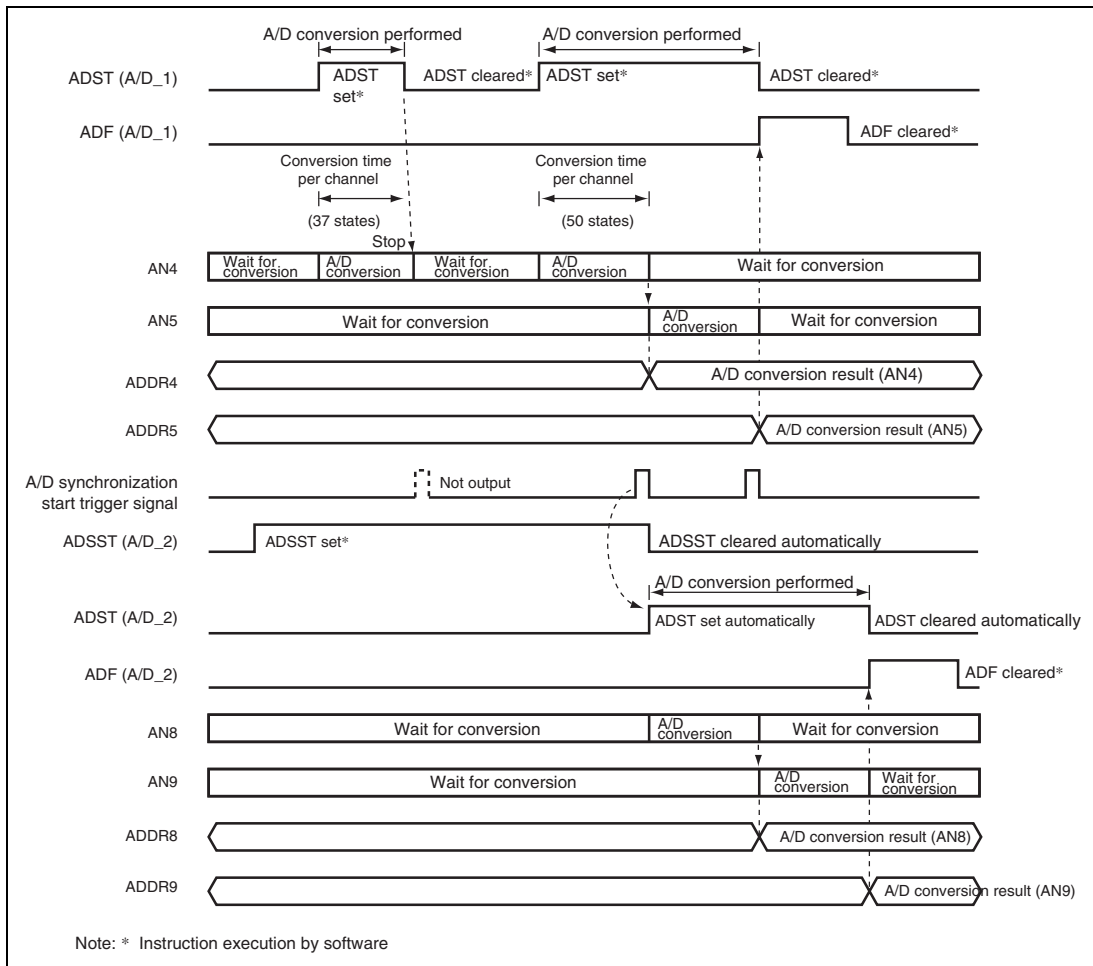 A/D conversion performed A/D conversion performed
ADST (A/D_1) ADST set* ADST cleared* ADST set* ADST cleared*
ADF (A/D_1) ADF cleared*
Conversion time per channel Conversion time per channel
(37 states) (50 states)
Stop
AN4 Wait for conversion A/D conversion Wait for conversion A/D conversion Wait for conversion
AN5 Wait for conversion A/D conversion Wait for conversion
ADDR4 A/D conversion result (AN4)
ADDR5 A/D conversion result (AN5)
A/D synchronization
start trigger signal Not output
ADSST (A/D_2) ADSST set* ADSST cleared automatically
A/D conversion performed
ADST (A/D_2) ADST set automatically ADST cleared automatically
ADF (A/D_2) ADF cleared*
AN8 Wait for conversion A/D conversion Wait for conversion
AN9 Wait for conversion A/D conversion Wait for conversion
ADDR8 A/D conversion result (AN8)
ADDR9 A/D conversion result (AN9)
Note: * Instruction execution by software